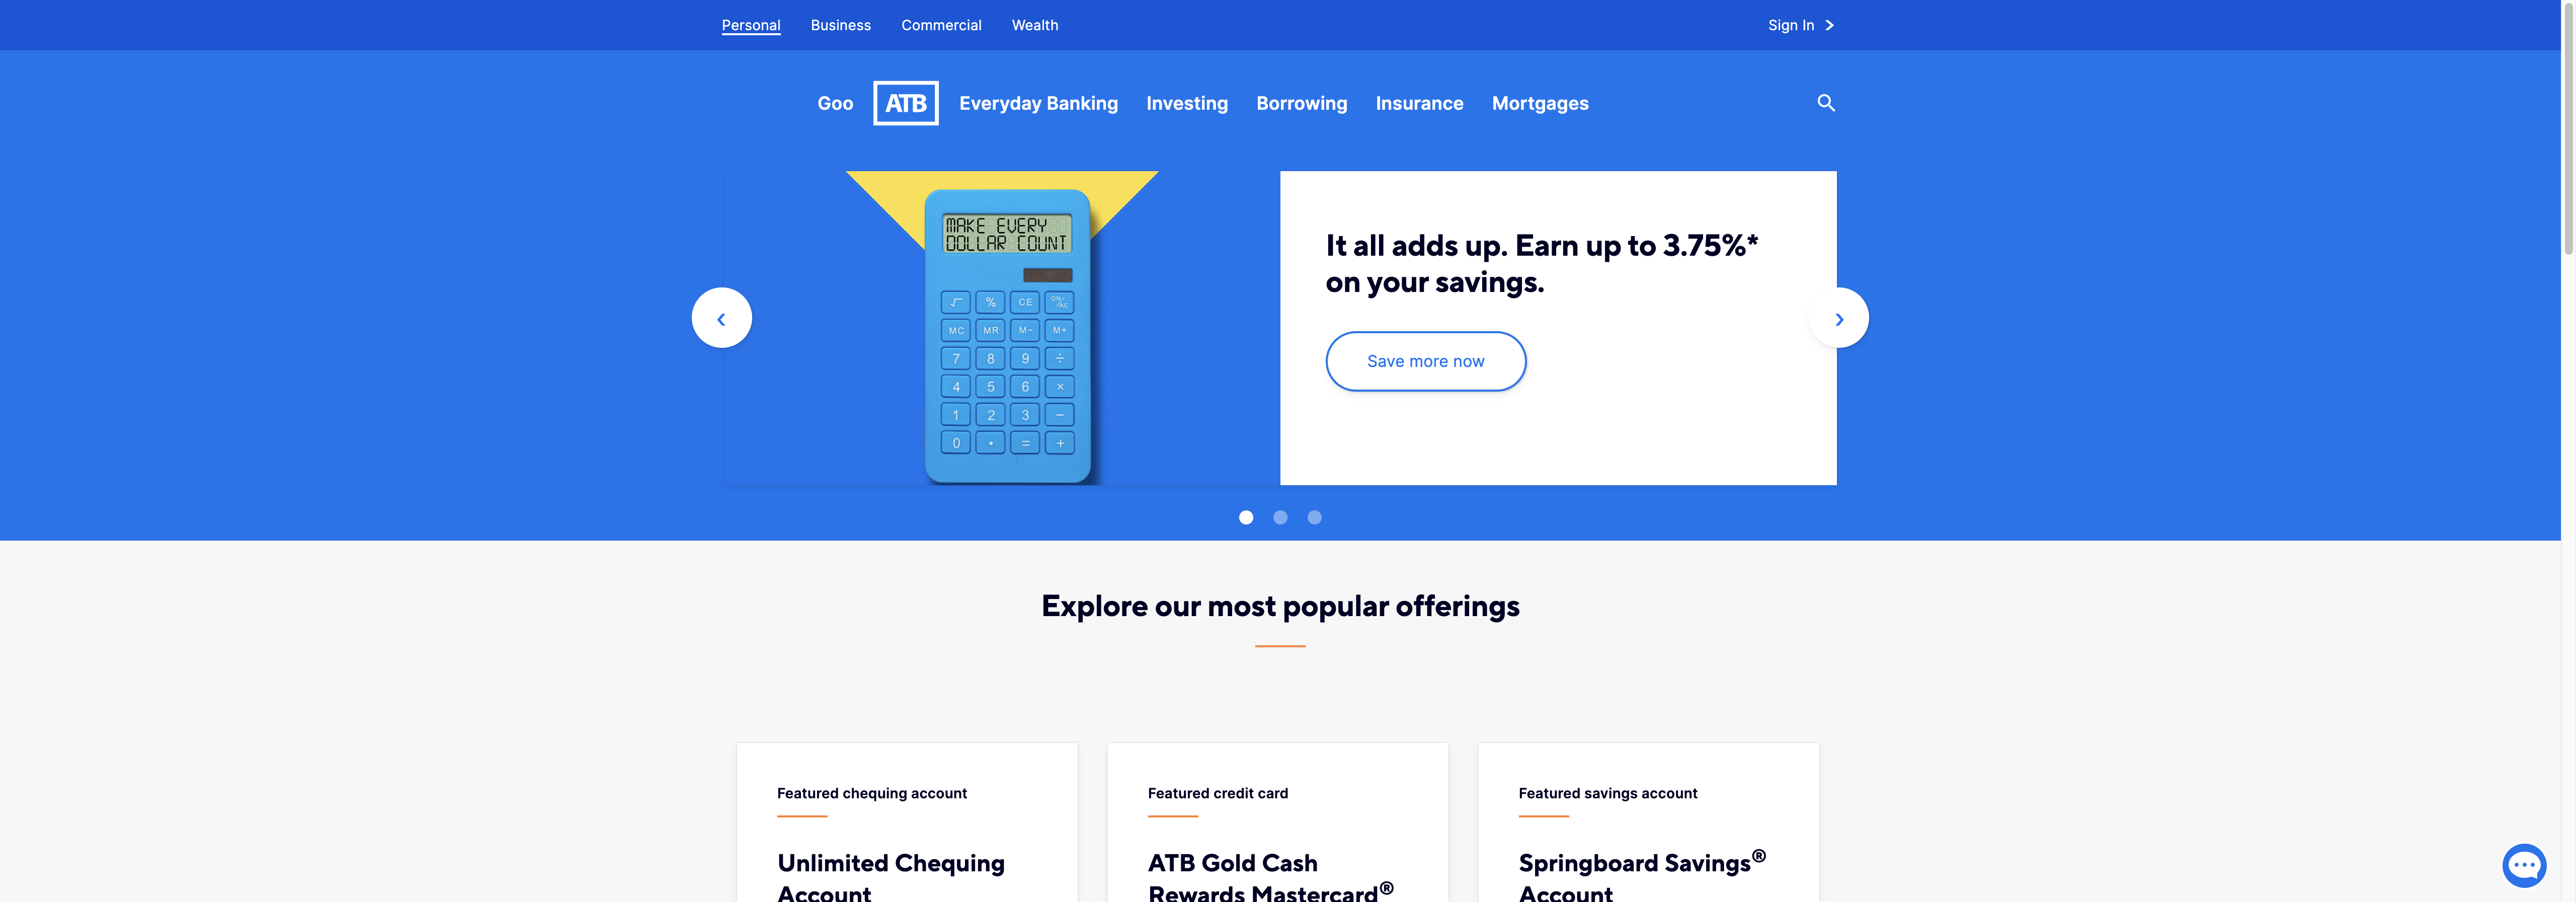 Personal Business Commercial Wealth Sign In
Goo ATB Everyday Banking Investing Borrowing Insurance Mortgages
MAKE EVERY
DOLLAR COUNT
√ % CE ON/AC
MC MR M− M+
7 8 9 ÷
4 5 6 ×
1 2 3 −
0 • = +
It all adds up. Earn up to 3.75%*
on your savings.
Save more now
Explore our most popular offerings
Featured chequing account
Unlimited Chequing
Account
Featured credit card
ATB Gold Cash
Rewards Mastercard®
Featured savings account
Springboard Savings®
Account